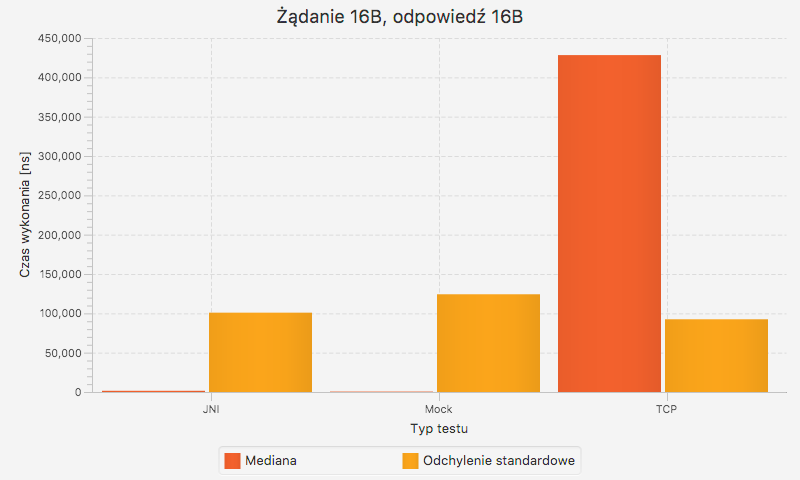 Żądanie 16B, odpowiedź 16B
Czas wykonania [ns]
450,000
400,000
350,000
300,000
250,000
200,000
150,000
100,000
50,000
0
JNI
Mock
TCP
Typ testu
Mediana
Odchylenie standardowe